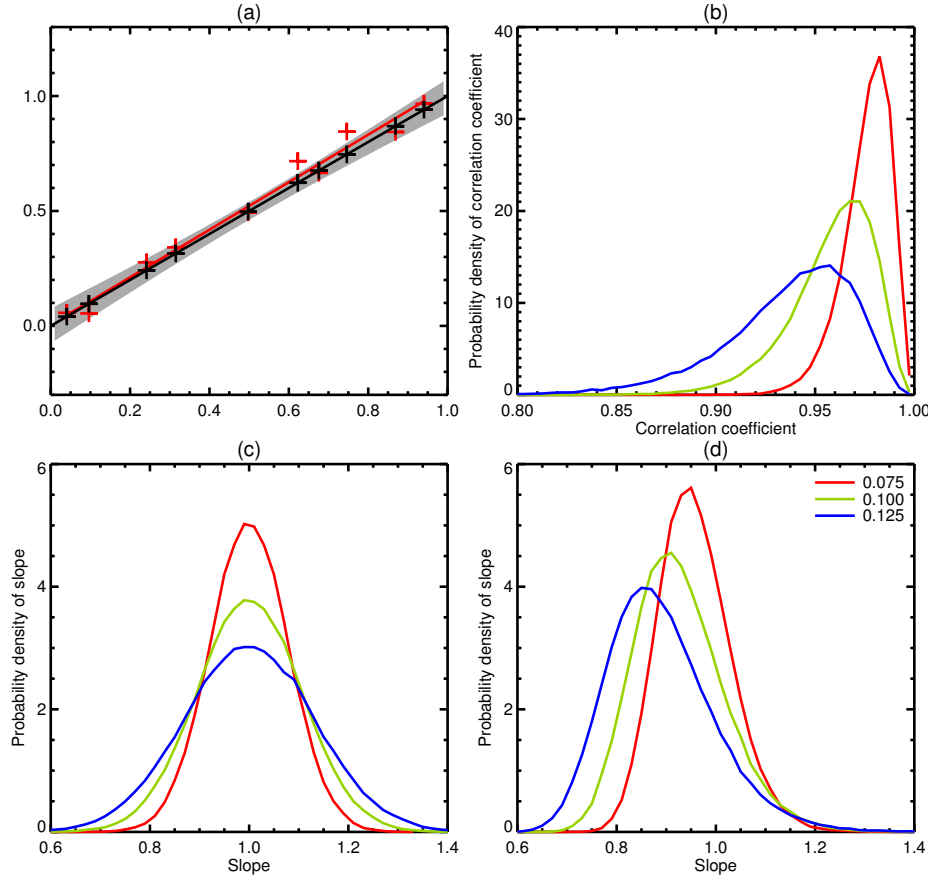 (a)
1.0
0.5
0.0
0.0 0.2 0.4 0.6 0.8 1.0
(b)
Probability density of correlation coefficient
40
30
20
10
0
0.80 0.85 0.90 0.95 1.00
Correlation coefficient
(c)
Probability density of slope
6
4
2
0
0.6 0.8 1.0 1.2 1.4
Slope
(d)
Probability density of slope
6
4
2
0
0.075
0.100
0.125
0.6 0.8 1.0 1.2 1.4
Slope